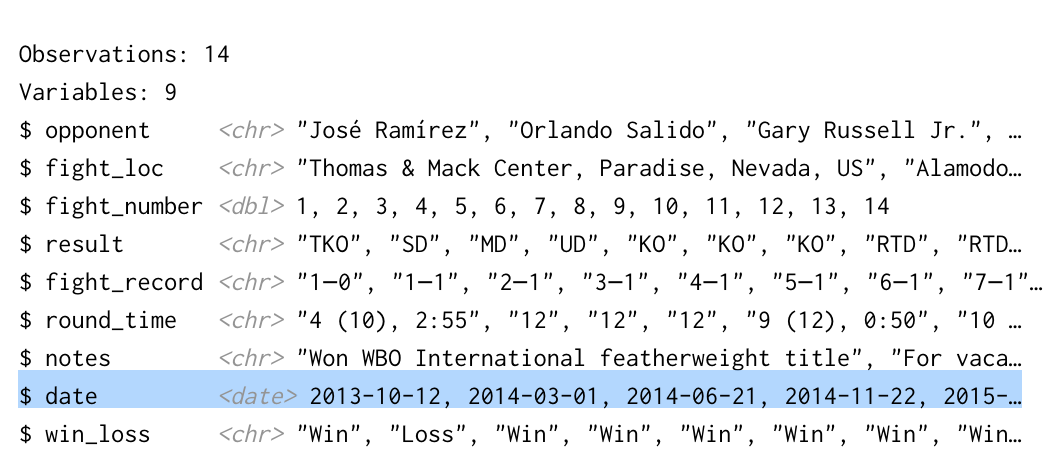 Observations: 14
Variables: 9
$ opponent <chr> "José Ramírez", "Orlando Salido", "Gary Russell Jr.", …
$ fight_loc <chr> "Thomas & Mack Center, Paradise, Nevada, US", "Alamodo…
$ fight_number <dbl> 1, 2, 3, 4, 5, 6, 7, 8, 9, 10, 11, 12, 13, 14
$ result <chr> "TKO", "SD", "MD", "UD", "KO", "KO", "KO", "RTD", "RTD…
$ fight_record <chr> "1–0", "1–1", "2–1", "3–1", "4–1", "5–1", "6–1", "7–1"…
$ round_time <chr> "4 (10), 2:55", "12", "12", "12", "9 (12), 0:50", "10 …
$ notes <chr> "Won WBO International featherweight title", "For vaca…
$ date <date> 2013-10-12, 2014-03-01, 2014-06-21, 2014-11-22, 2015-…
$ win_loss <chr> "Win", "Loss", "Win", "Win", "Win", "Win", "Win", "Win…